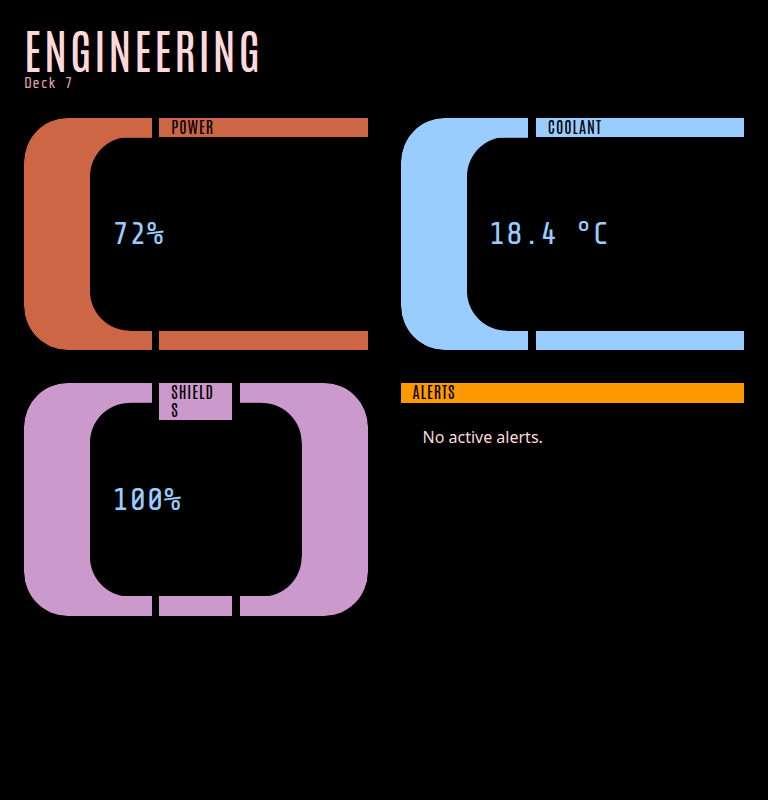 ENGINEERING
Deck 7
POWER
72%
COOLANT
18.4 °C
SHIELD
S
100%
ALERTS
No active alerts.